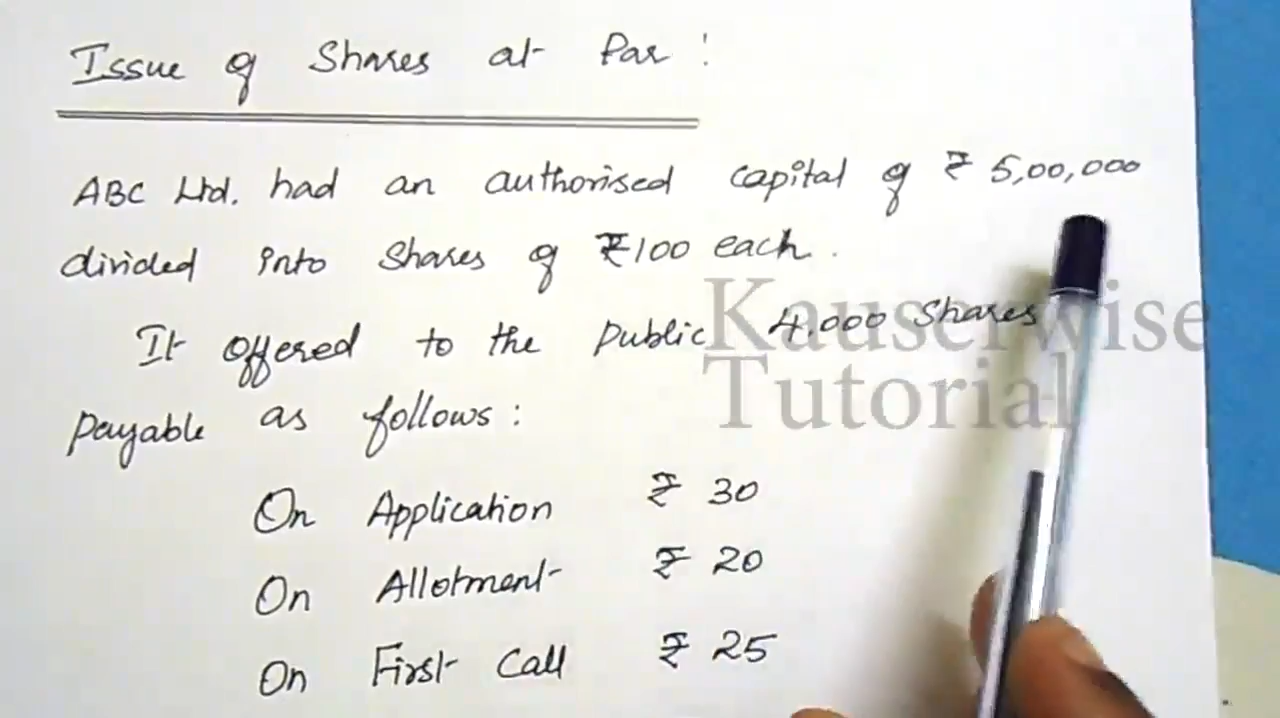 Issue of Shares at Par :
ABC Ltd. had an authorised capital of ₹ 5,00,000
divided into Shares of ₹100 each.
It offered to the public 4,000 Shares
payable as follows :
On Application ₹ 30
On Allotment ₹ 20
On First Call ₹ 25
Kauserwise
Tutorial